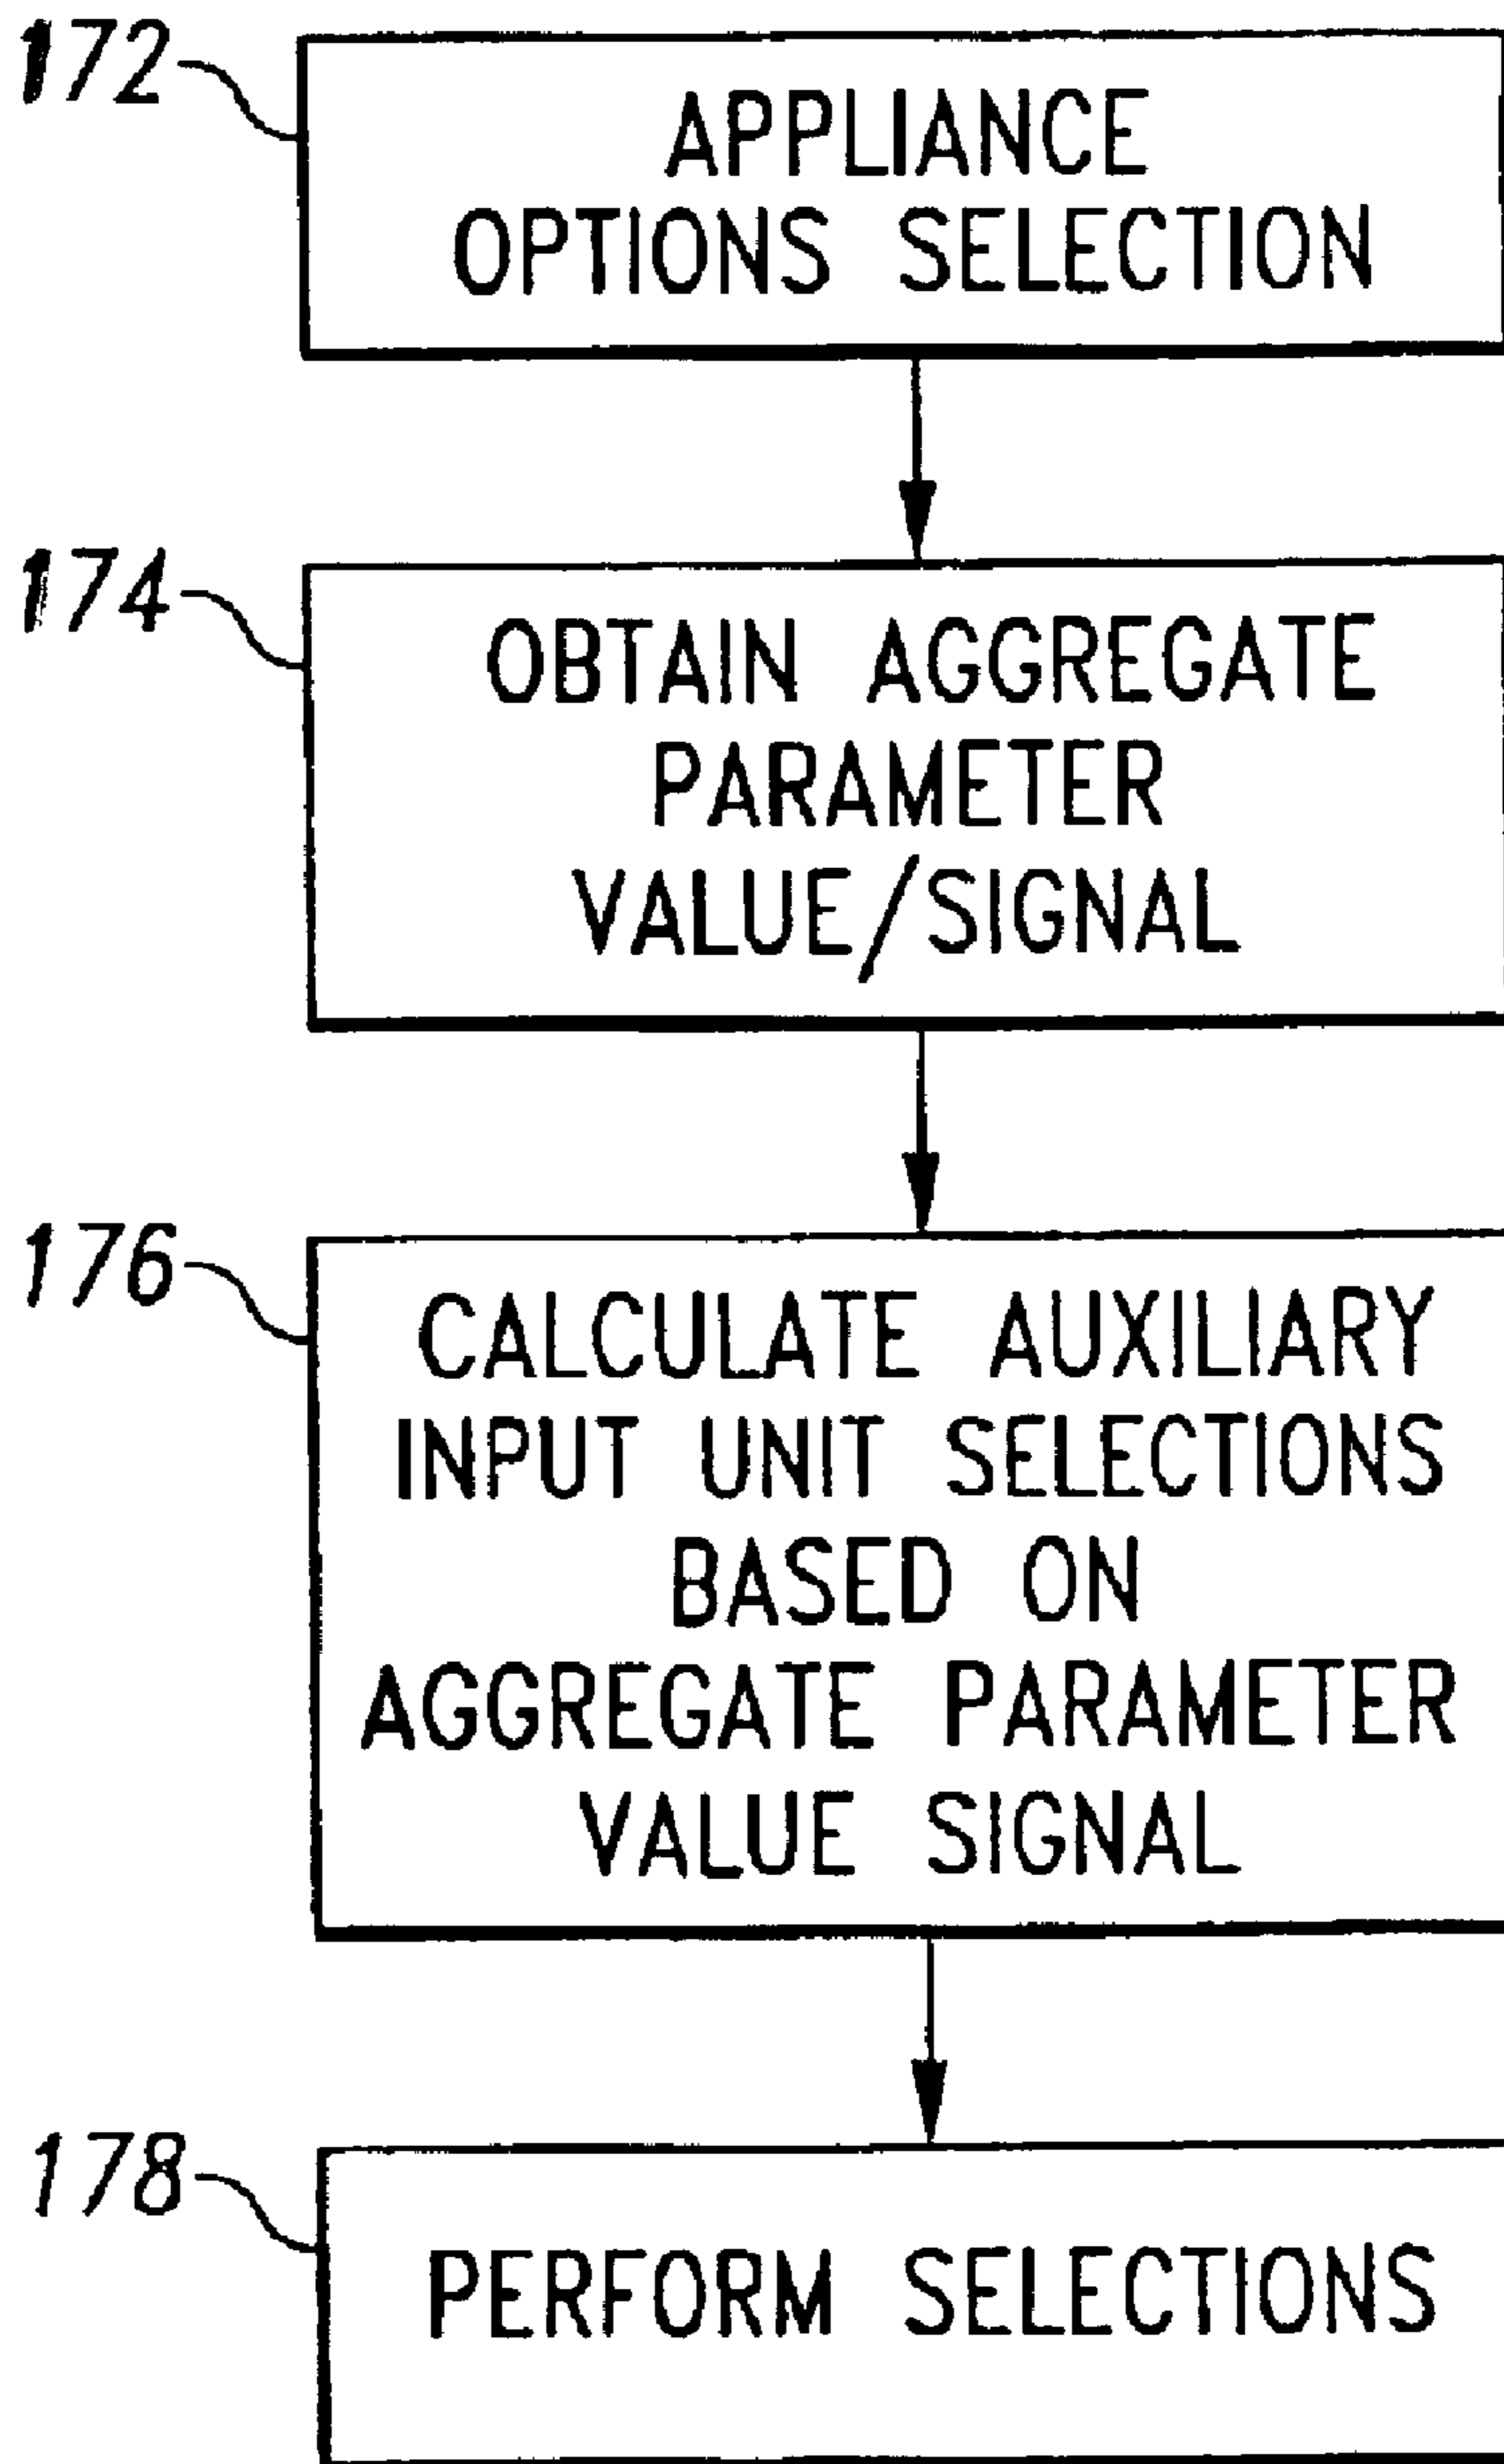 172
APPLIANCE
OPTIONS SELECTION
174
OBTAIN AGGREGATE
PARAMETER
VALUE/SIGNAL
176
CALCULATE AUXILIARY
INPUT UNIT SELECTIONS
BASED ON
AGGREGATE PARAMETER
VALUE SIGNAL
178
PERFORM SELECTIONS